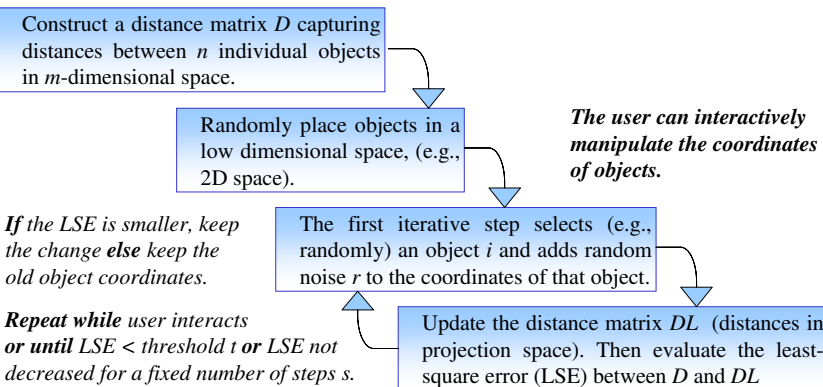 Construct a distance matrix D capturing
distances between n individual objects
in m-dimensional space.
Randomly place objects in a
low dimensional space, (e.g.,
2D space).
The user can interactively
manipulate the coordinates
of objects.
If the LSE is smaller, keep
the change else keep the
old object coordinates.
The first iterative step selects (e.g.,
randomly) an object i and adds random
noise r to the coordinates of that object.
Repeat while user interacts
or until LSE < threshold t or LSE not
decreased for a fixed number of steps s.
Update the distance matrix DL (distances in
projection space). Then evaluate the least-
square error (LSE) between D and DL